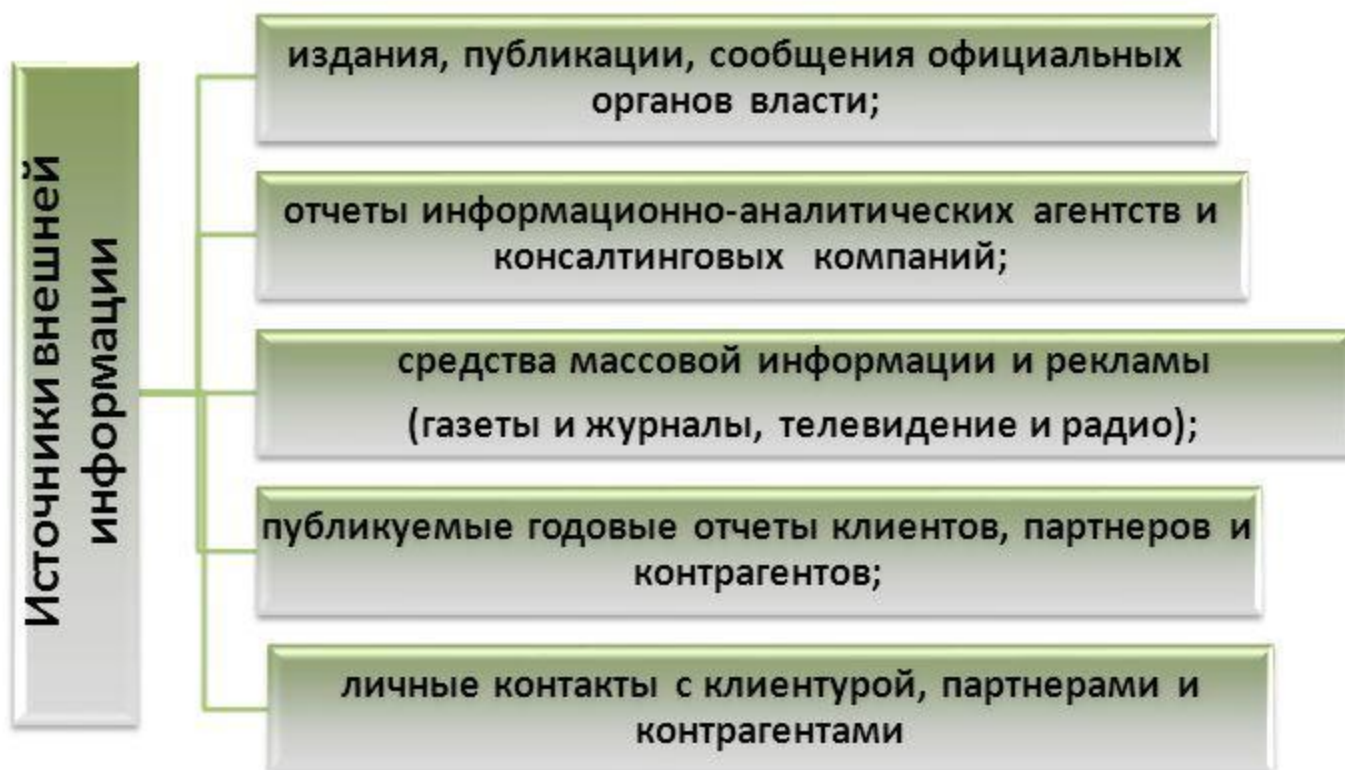 Источники внешней
информации
издания, публикации, сообщения официальных
органов власти;
отчеты информационно-аналитических агентств и
консалтинговых компаний;
средства массовой информации и рекламы
(газеты и журналы, телевидение и радио);
публикуемые годовые отчеты клиентов, партнеров и
контрагентов;
личные контакты с клиентурой, партнерами и
контрагентами